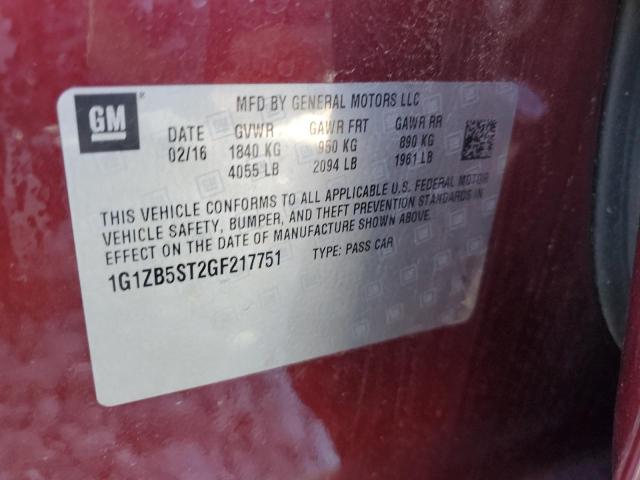 GM
MFD BY GENERAL MOTORS LLC
DATE GVWR GAWR FRT GAWR RR
02/16 1840 KG 950 KG 890 KG
4055 LB 2094 LB 1961 LB
THIS VEHICLE CONFORMS TO ALL APPLICABLE U.S. FEDERAL MOTOR
VEHICLE SAFETY, BUMPER, AND THEFT PREVENTION STANDARDS IN
EFFECT ON THE DATE OF MANUFACTURE SHOWN ABOVE.
1G1ZB5ST2GF217751 TYPE: PASS CAR